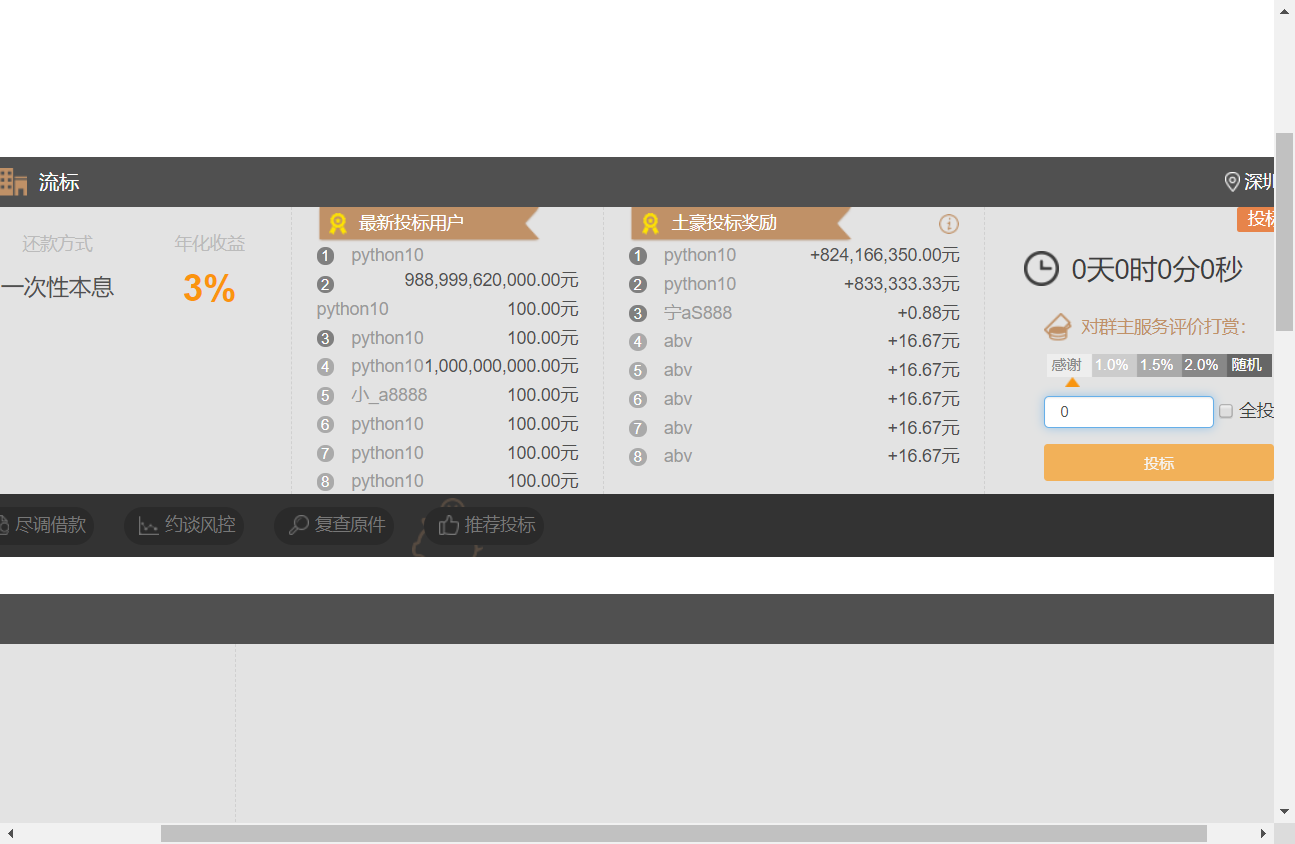 流标
深圳
还款方式
年化收益
一次性本息
3%
最新投标用户
1 python10
988,999,620,000.00元
2
python10 100.00元
3 python10 100.00元
4 python10 1,000,000,000.00元
5 小_a8888 100.00元
6 python10 100.00元
7 python10 100.00元
8 python10 100.00元
土豪投标奖励
1 python10 +824,166,350.00元
2 python10 +833,333.33元
3 宁aS888 +0.88元
4 abv +16.67元
5 abv +16.67元
6 abv +16.67元
7 abv +16.67元
8 abv +16.67元
投标
0天0时0分0秒
对群主服务评价打赏：
感谢 1.0% 1.5% 2.0% 随机
0 全投
投标
尽调借款 约谈风控 复查原件 推荐投标